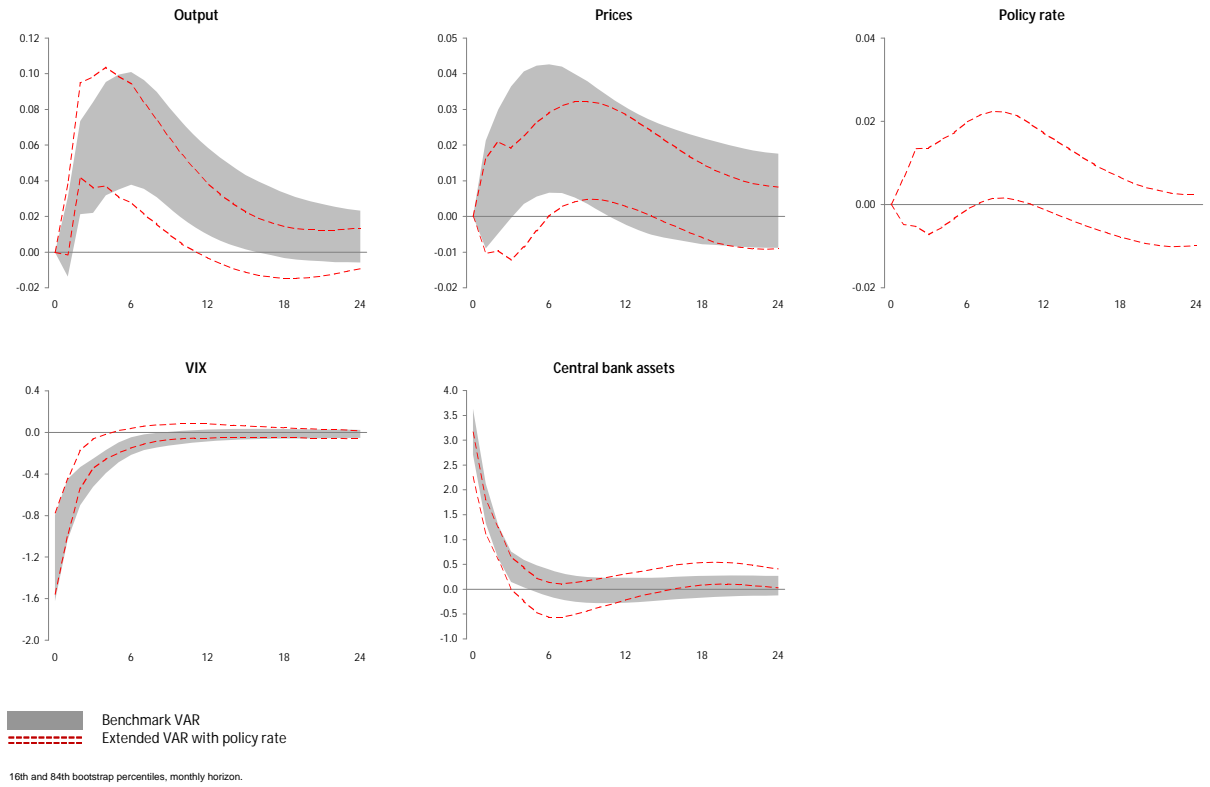 Output
0.12
0.10
0.08
0.06
0.04
0.02
0.00
-0.02
0 6 12 18 24
Prices
0.05
0.04
0.03
0.02
0.01
0.00
-0.01
-0.02
0 6 12 18 24
Policy rate
0.04
0.02
0.00
-0.02
0 6 12 18 24
VIX
0.4
0.0
-0.4
-0.8
-1.2
-1.6
-2.0
0 6 12 18 24
Central bank assets
4.0
3.5
3.0
2.5
2.0
1.5
1.0
0.5
0.0
-0.5
-1.0
0 6 12 18 24
Benchmark VAR
Extended VAR with policy rate
16th and 84th bootstrap percentiles, monthly horizon.